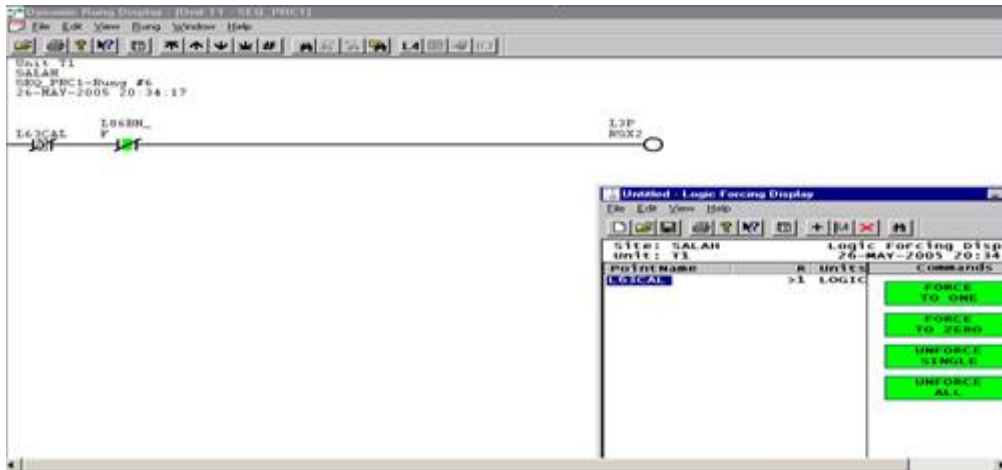 Dynamic Rung Display - [Unit T1 - SEQ_PRC1]
File Edit View Rung Window Help
Unit T1
SALAH
SEQ_PRC1-Rung #6
26-MAY-2005 20:34:17
L63CAL
L86BN_
F
L3P
RSX2
Untitled - Logic Forcing Display
File Edit View Help
Site: SALAH Logic Forcing Disp
Unit: T1 26-MAY-2005 20:34
PointName R Units Commands
L63CAL >1 LOGIC
FORCE
TO ONE
FORCE
TO ZERO
UNFORCE
SINGLE
UNFORCE
ALL